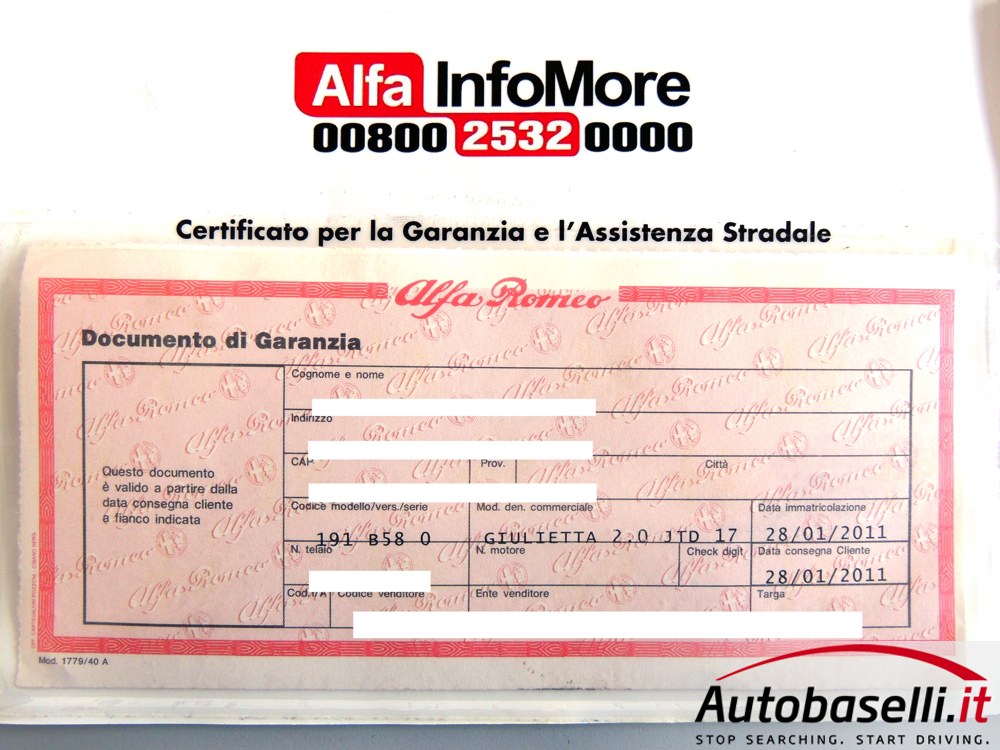 Alfa InfoMore
00800 2532 0000
Certificato per la Garanzia e l'Assistenza Stradale
Alfa Romeo
Documento di Garanzia
Cognome e nome
Indirizzo
CAP Prov. Città
Questo documento
è valido a partire dalla
data consegna cliente
a fianco indicata
Codice modello/vers./serie Mod. den. commerciale Data immatricolazione
191 B58 0 GIULIETTA 2.0 JTD 17 28/01/2011
N. telaio N. motore Check digit Data consegna Cliente
28/01/2011
Codice venditore Ente venditore Targa
Mod. 1779/40 A
Autobaselli.it
STOP SEARCHING. START DRIVING.